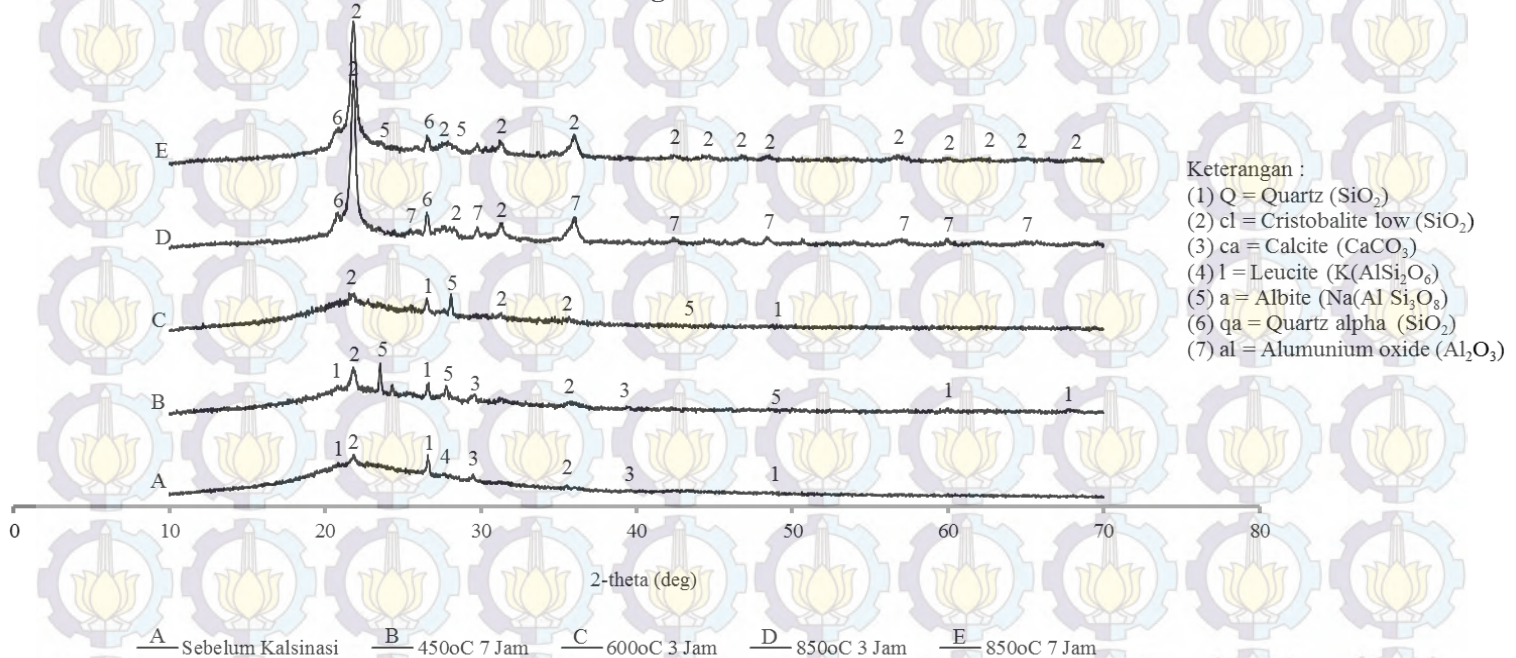 2
2
6 5 6 2 5 2 2 2 2 2 2 2 2 2 2 2
E
6 7 6 2 7 2 7 7 7 7 7 7
D
2 1 5 2 2 5 1
C
1 2 5 1 5 3 2 3 5 1 1
B
1 2 1 4 3 2 3 1
A
0 10 20 30 40 50 60 70 80
2-theta (deg)
A Sebelum Kalsinasi B 450oC 7 Jam C 600oC 3 Jam D 850oC 3 Jam E 850oC 7 Jam
Keterangan :
(1) Q = Quartz (SiO₂)
(2) cl = Cristobalite low (SiO₂)
(3) ca = Calcite (CaCO₃)
(4) l = Leucite (K(AlSi₂O₆)
(5) a = Albite (Na(Al Si₃O₈)
(6) qa = Quartz alpha (SiO₂)
(7) al = Alumunium oxide (Al₂O₃)